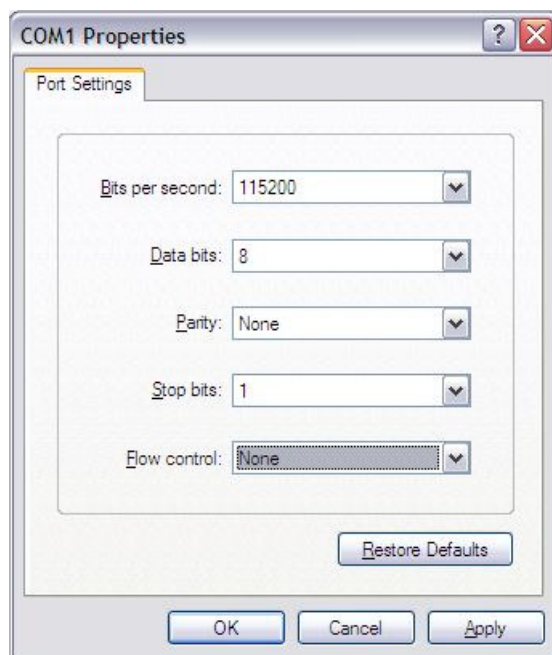 COM1 Properties
Port Settings
Bits per second: 115200
Data bits: 8
Parity: None
Stop bits: 1
Flow control: None
Restore Defaults
OK Cancel Apply